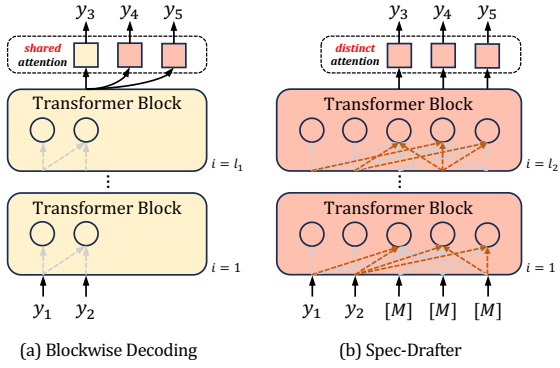 y₃ y₄ y₅
shared
attention
Transformer Block
i = l₁
⋮
Transformer Block
i = 1
y₁ y₂
(a) Blockwise Decoding
y₃ y₄ y₅
distinct
attention
Transformer Block
i = l₂
⋮
Transformer Block
i = 1
y₁ y₂ [M] [M] [M]
(b) Spec-Drafter